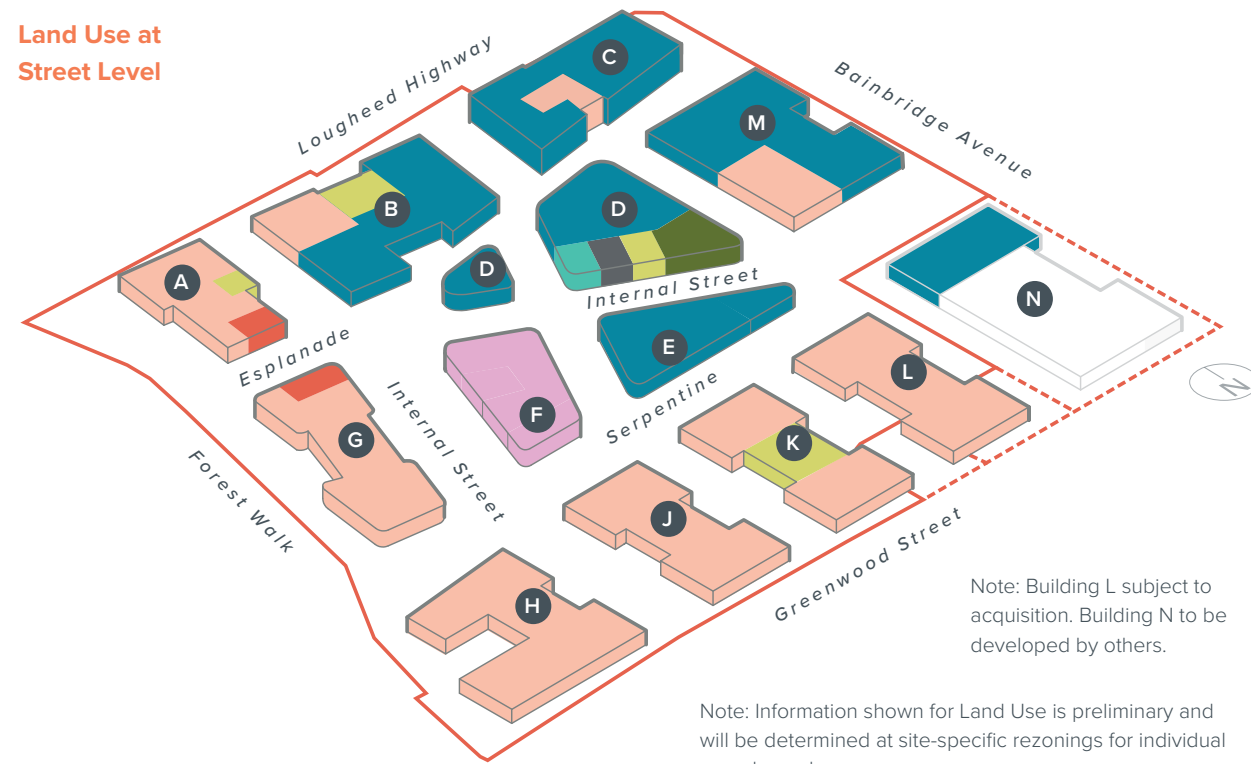 Land Use at
Street Level
Lougheed Highway
Bainbridge Avenue
C
M
B
D
A
D
Internal Street
N
E
Esplanade
L
N
Internal Street
F
Serpentine
G
K
Forest Walk
J
Greenwood Street
H
Note: Building L subject to
acquisition. Building N to be
developed by others.
Note: Information shown for Land Use is preliminary and
will be determined at site-specific rezonings for individual